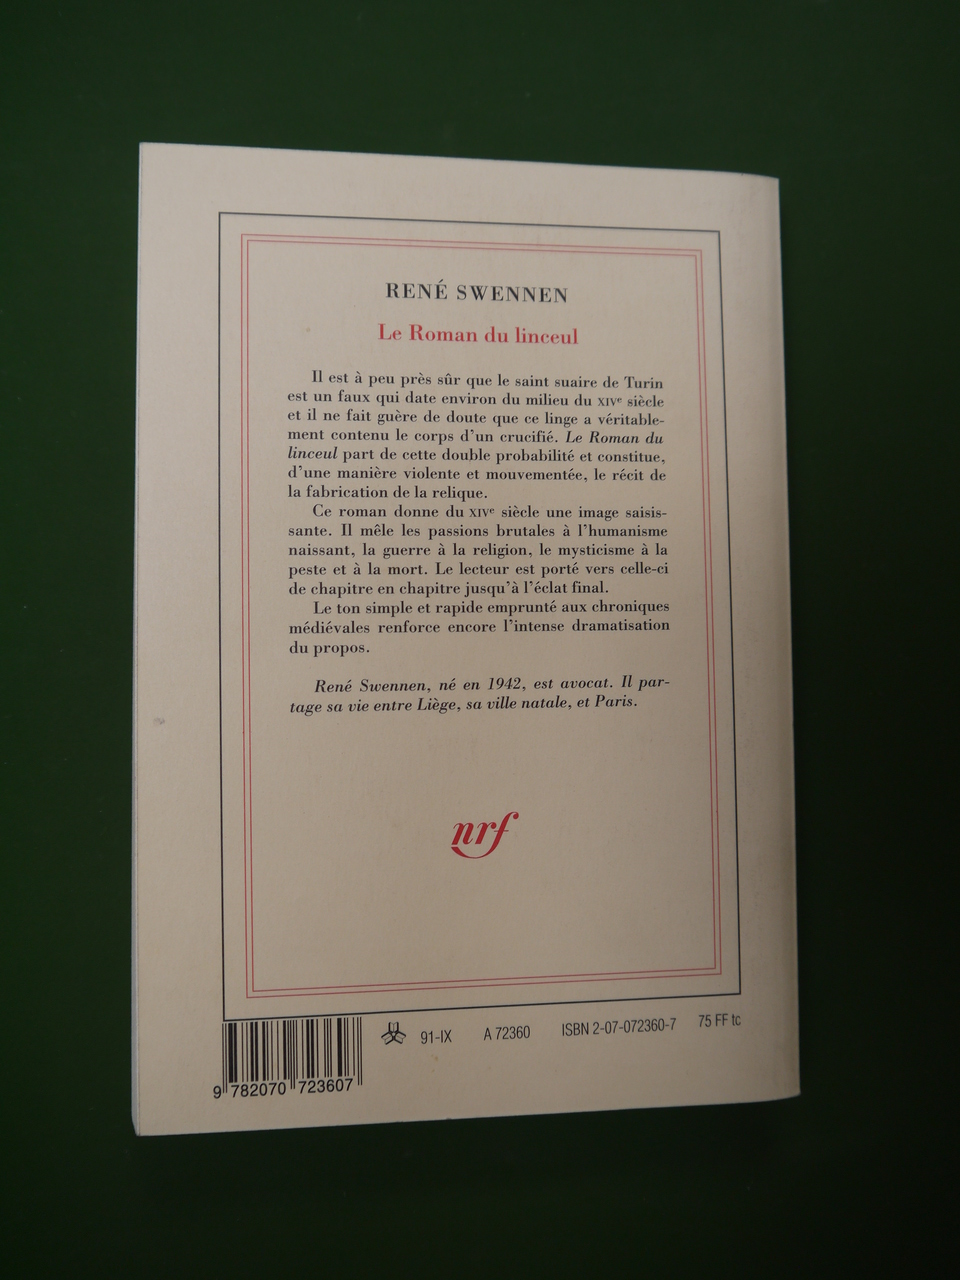 RENÉ SWENNEN
Le Roman du linceul
Il est à peu près sûr que le saint suaire de Turin
est un faux qui date environ du milieu du XIVe siècle
et il ne fait guère de doute que ce linge a véritable-
ment contenu le corps d'un crucifié. Le Roman du
linceul part de cette double probabilité et constitue,
d'une manière violente et mouvementée, le récit de
la fabrication de la relique.
Ce roman donne du XIVe siècle une image saisis-
sante. Il mêle les passions brutales à l'humanisme
naissant, la guerre à la religion, le mysticisme à la
peste et à la mort. Le lecteur est porté vers celle-ci
de chapitre en chapitre jusqu'à l'éclat final.
Le ton simple et rapide emprunté aux chroniques
médiévales renforce encore l'intense dramatisation
du propos.
René Swennen, né en 1942, est avocat. Il par-
tage sa vie entre Liège, sa ville natale, et Paris.
nrf
91-IX A 72360 ISBN 2-07-072360-7 75 FF tc
9 782070 723607